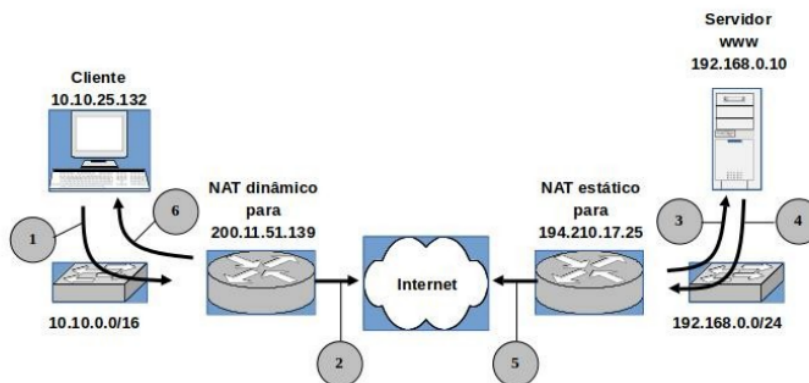 Servidor
www
192.168.0.10
Cliente
10.10.25.132
NAT dinâmico
para
200.11.51.139
NAT estático
para
194.210.17.25
6
1
3
4
Internet
10.10.0.0/16
192.168.0.0/24
2
5